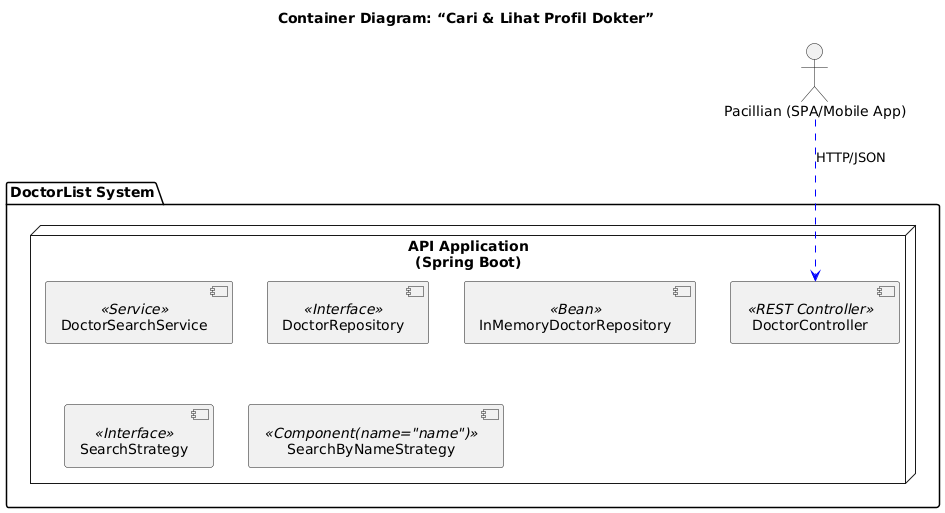 Container Diagram: “Cari & Lihat Profil Dokter”
Pacillian (SPA/Mobile App)
HTTP/JSON
DoctorList System
API Application
(Spring Boot)
«Service»
DoctorSearchService
«Interface»
DoctorRepository
«Bean»
InMemoryDoctorRepository
«REST Controller»
DoctorController
«Interface»
SearchStrategy
«Component(name="name")»
SearchByNameStrategy